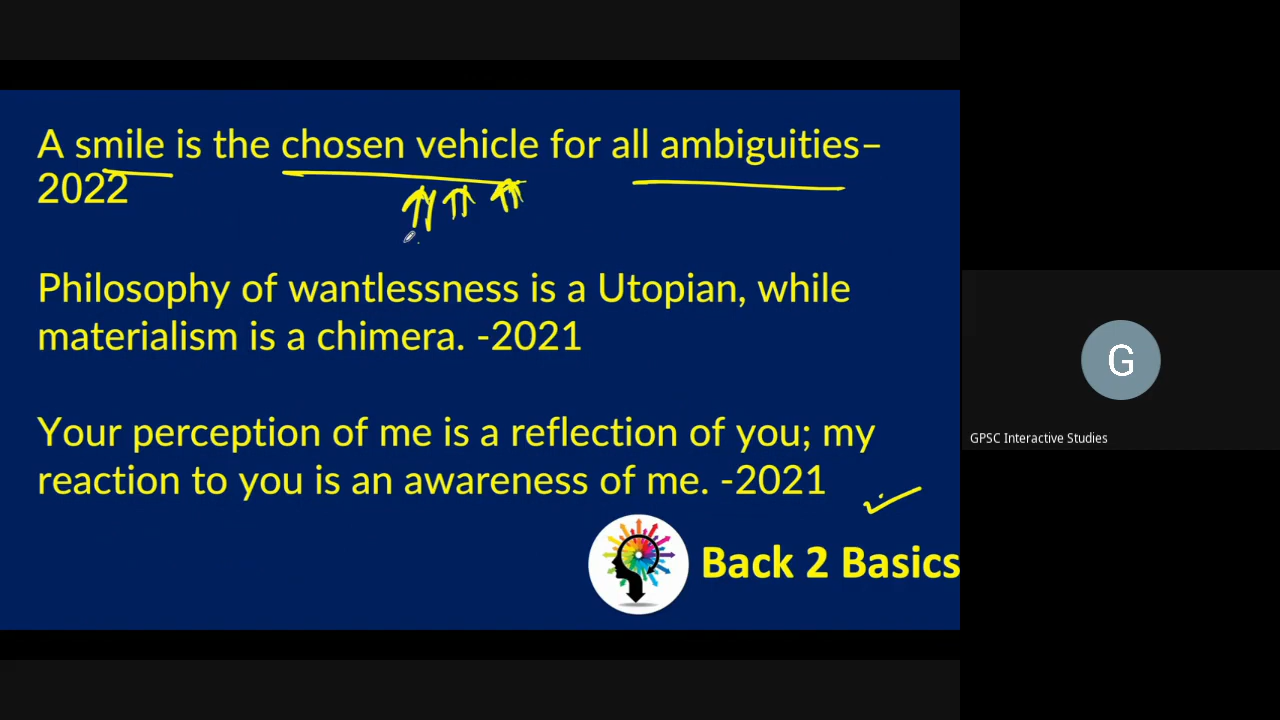 A smile is the chosen vehicle for all ambiguities–
2022
Philosophy of wantlessness is a Utopian, while
materialism is a chimera. -2021
Your perception of me is a reflection of you; my
reaction to you is an awareness of me. -2021
Back 2 Basics
G
GPSC Interactive Studies